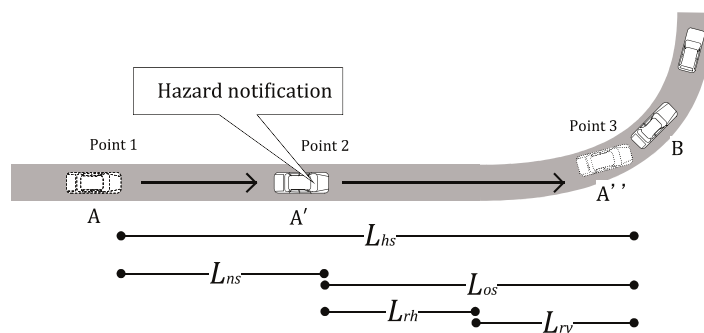 Hazard notification
Point 1
Point 2
Point 3
A
A′
A′′
B
Lhs
Lns
Los
Lrh
Lrv